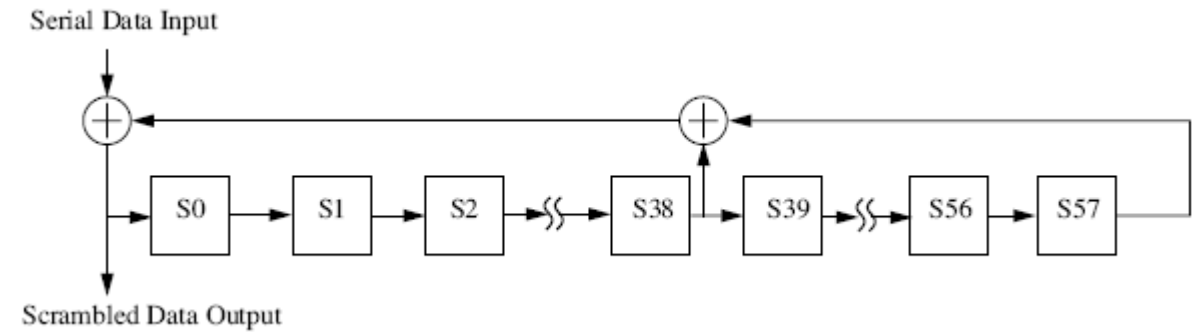 Serial Data Input
S0 S1 S2 S38 S39 S56 S57
Scrambled Data Output